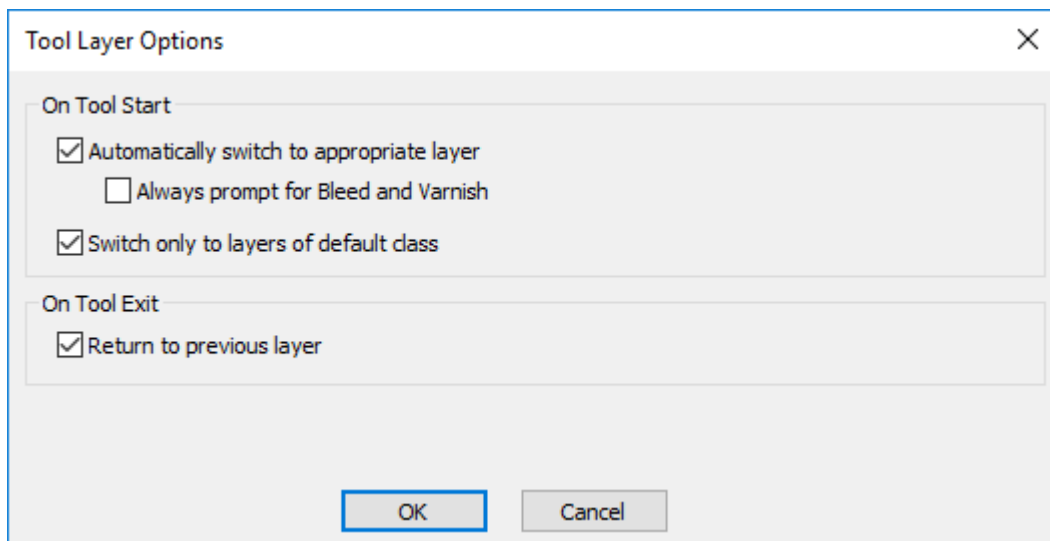 Tool Layer Options
On Tool Start
Automatically switch to appropriate layer
Always prompt for Bleed and Varnish
Switch only to layers of default class
On Tool Exit
Return to previous layer
OK Cancel